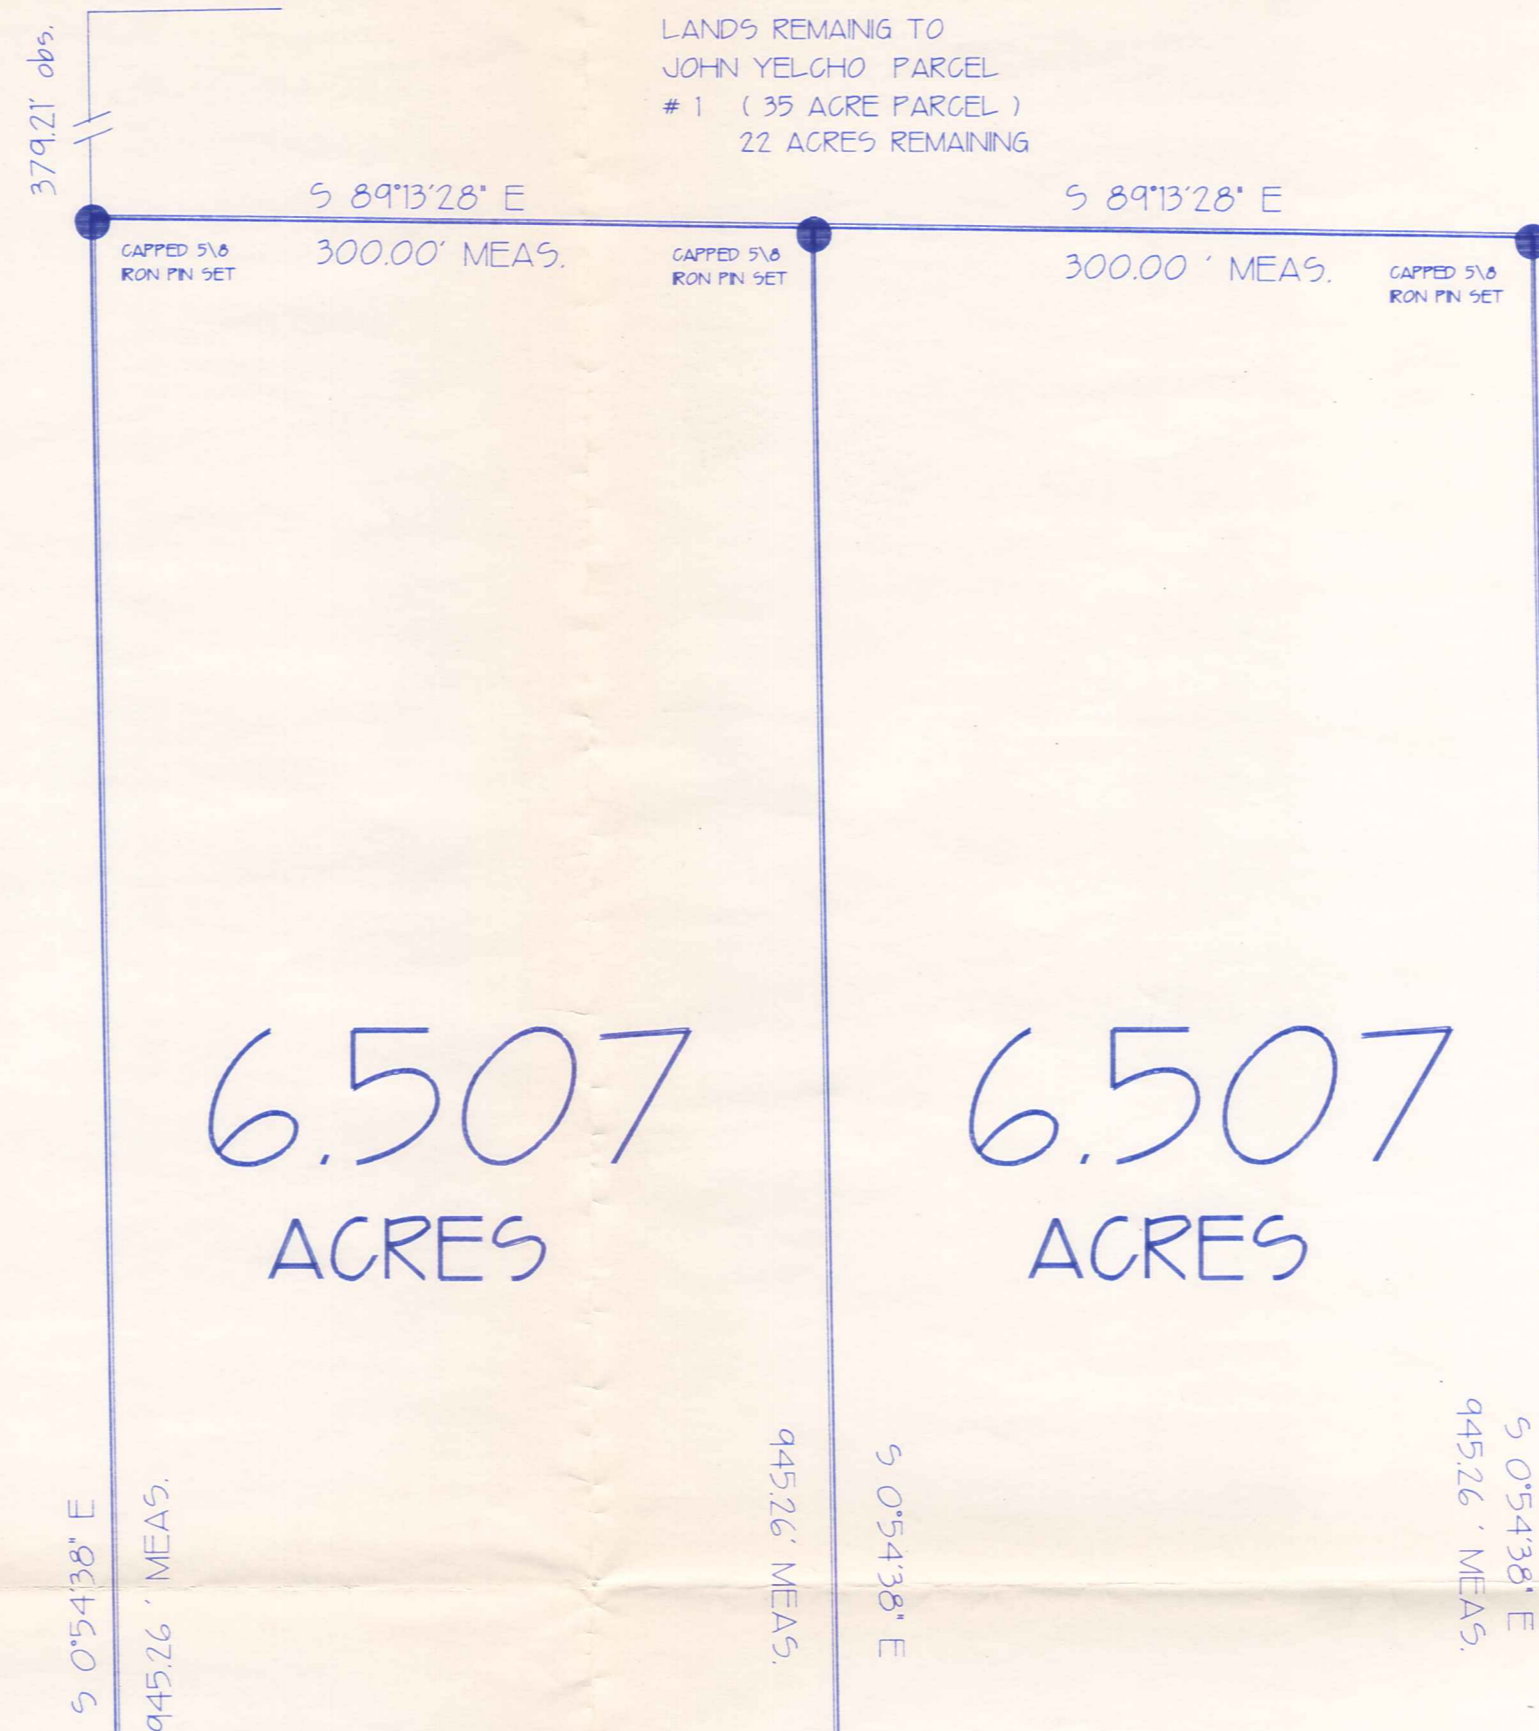 379.21' obs.
LANDS REMAINIG TO
JOHN YELCHO PARCEL
# 1 ( 35 ACRE PARCEL )
22 ACRES REMAINING
S 89°13'28" E
S 89°13'28" E
300.00' MEAS.
300.00 ' MEAS.
CAPPED 5\8
RON PIN SET
CAPPED 5\8
RON PIN SET
CAPPED 5\8
RON PIN SET
6.507
ACRES
6.507
ACRES
S 0°54'38" E
945.26 ' MEAS.
945.26' MEAS.
S 0°54'38" E
945.26 ' MEAS.
S 0°54'38" E